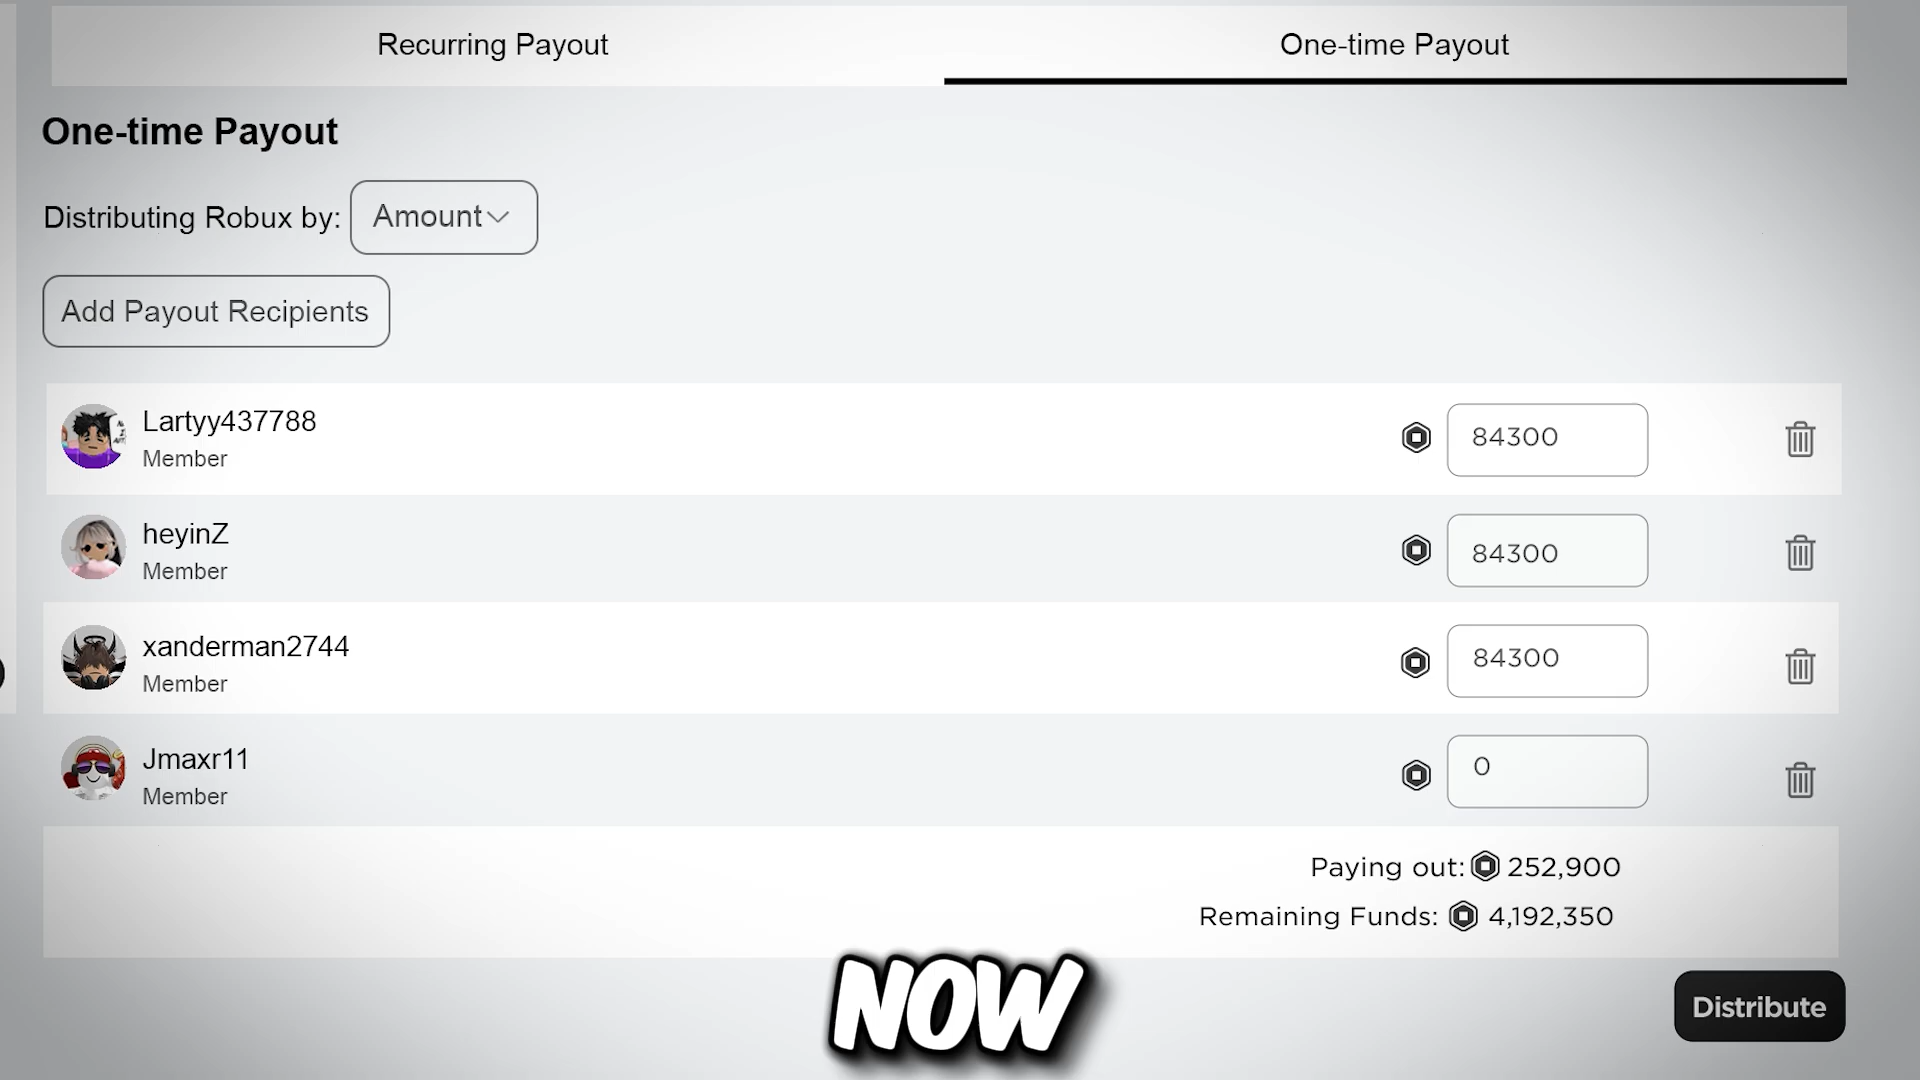 Recurring Payout
One-time Payout
One-time Payout
Distributing Robux by: Amount
Add Payout Recipients
Lartyy437788
Member
84300
heyinZ
Member
84300
xanderman2744
Member
84300
Jmaxr11
Member
0
Paying out: 252,900
Remaining Funds: 4,192,350
NOW
Distribute